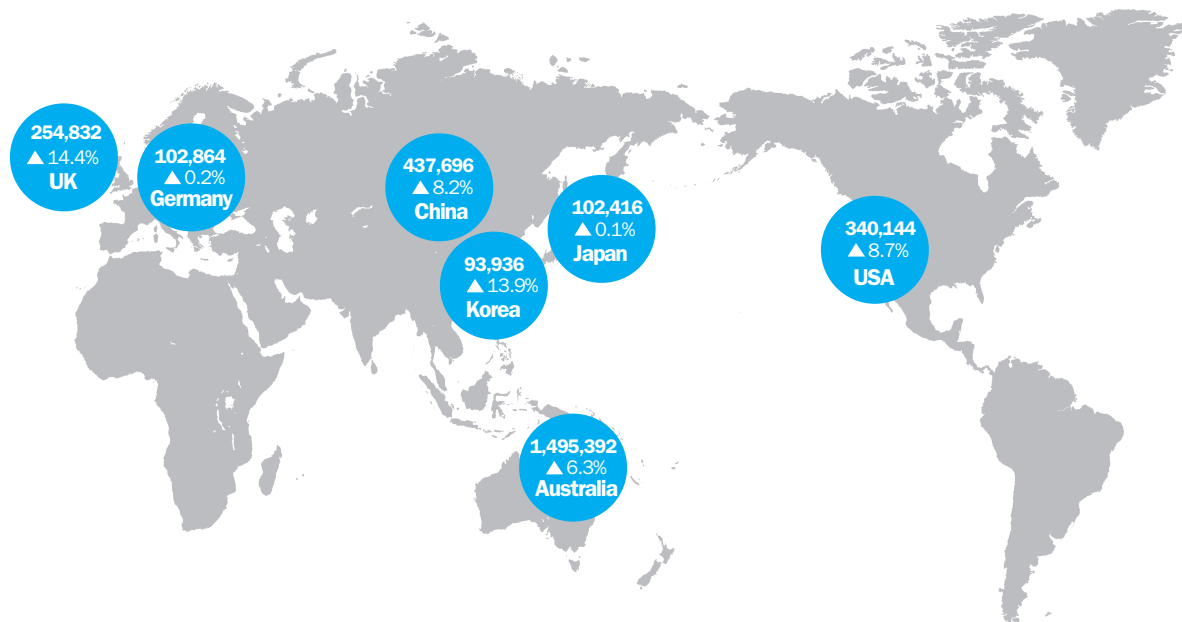 254,832
▲ 14.4%
UK
102,864
▲ 0.2%
Germany
437,696
▲ 8.2%
China
102,416
▲ 0.1%
Japan
93,936
▲ 13.9%
Korea
340,144
▲ 8.7%
USA
1,495,392
▲ 6.3%
Australia